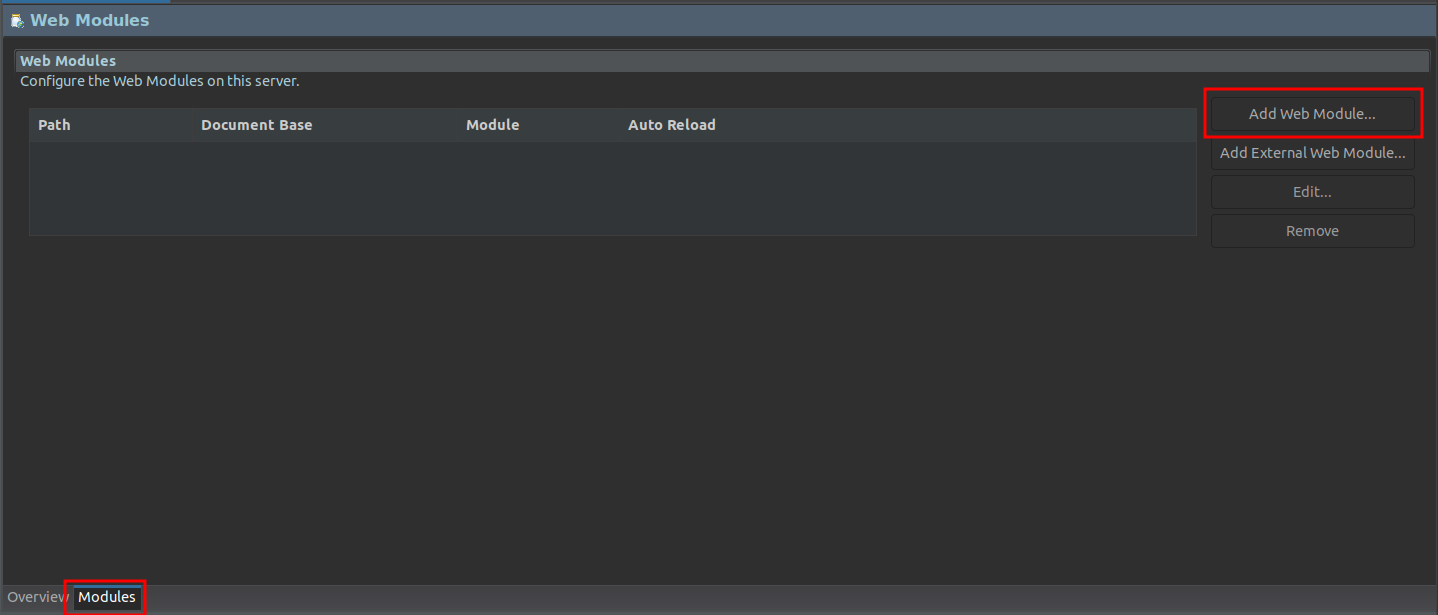 Web Modules
Web Modules
Configure the Web Modules on this server.
Path Document Base Module Auto Reload
Add Web Module...
Add External Web Module...
Edit...
Remove
Overview Modules